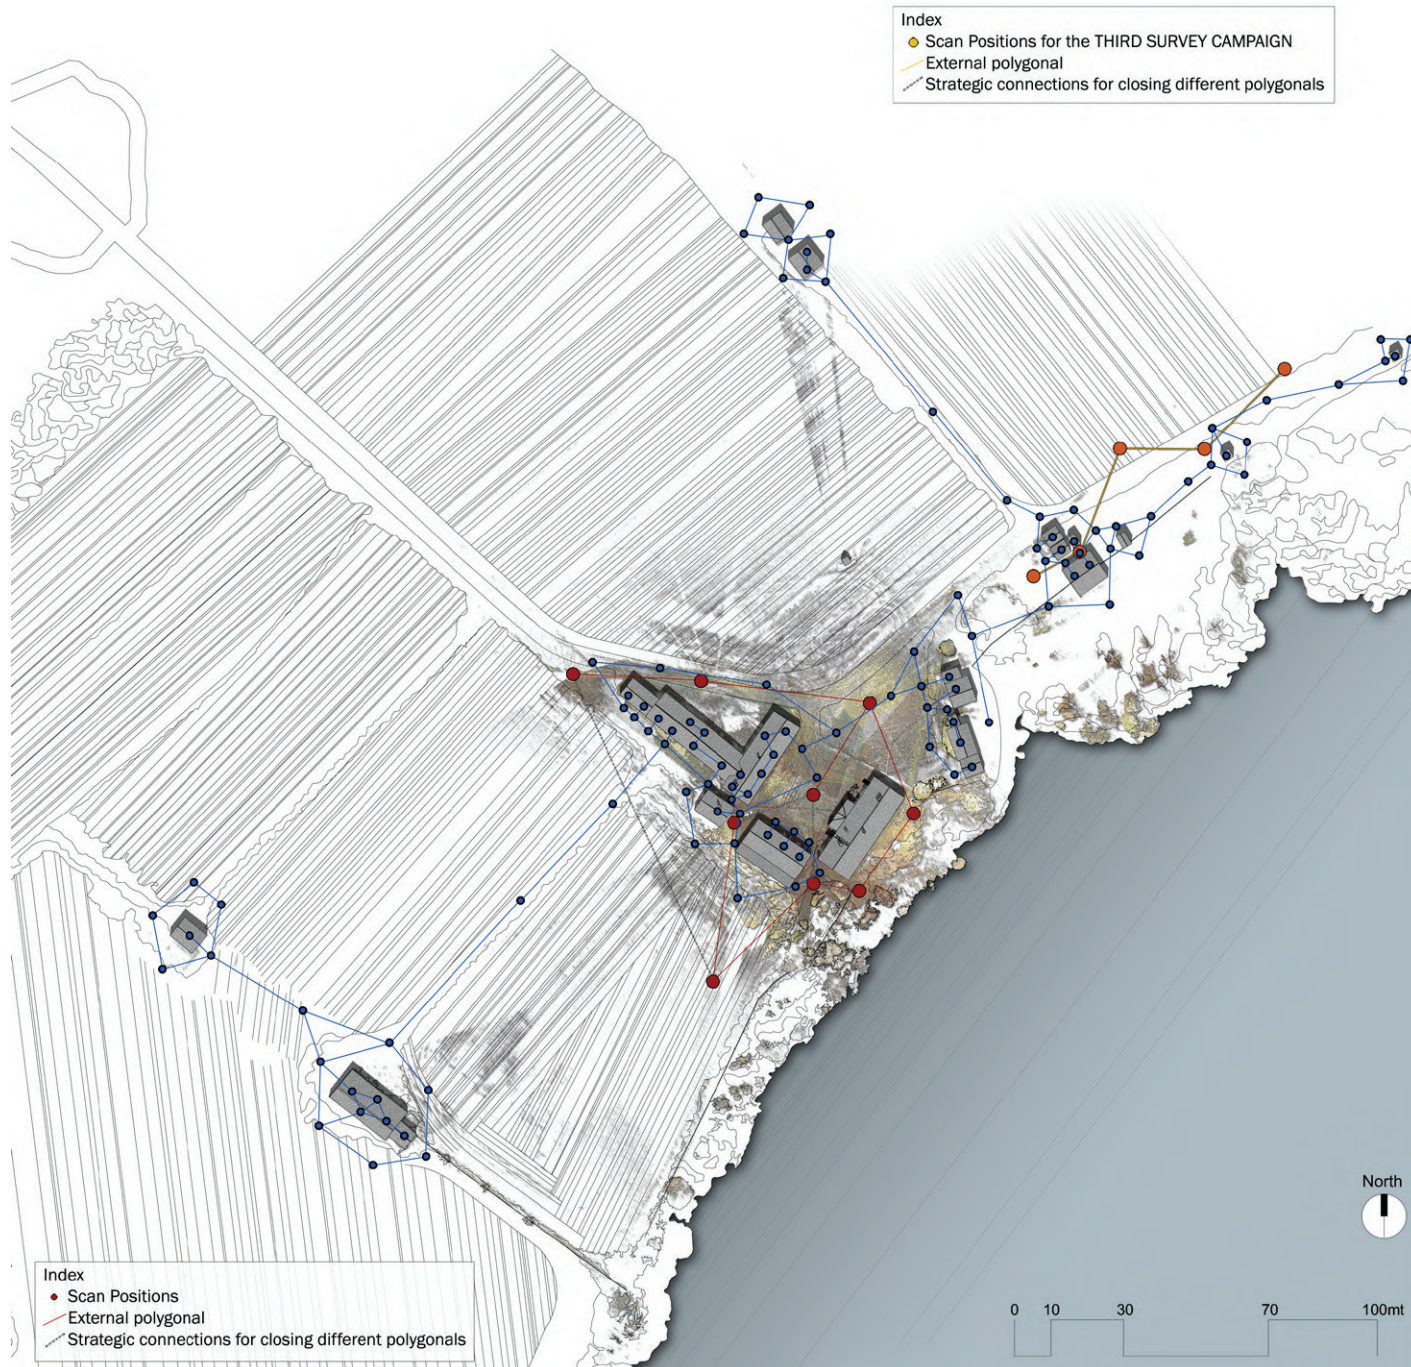 Index
Scan Positions for the THIRD SURVEY CAMPAIGN
External polygonal
Strategic connections for closing different polygonals
North
Index
Scan Positions
External polygonal
Strategic connections for closing different polygonals
0 10 30 70 100mt